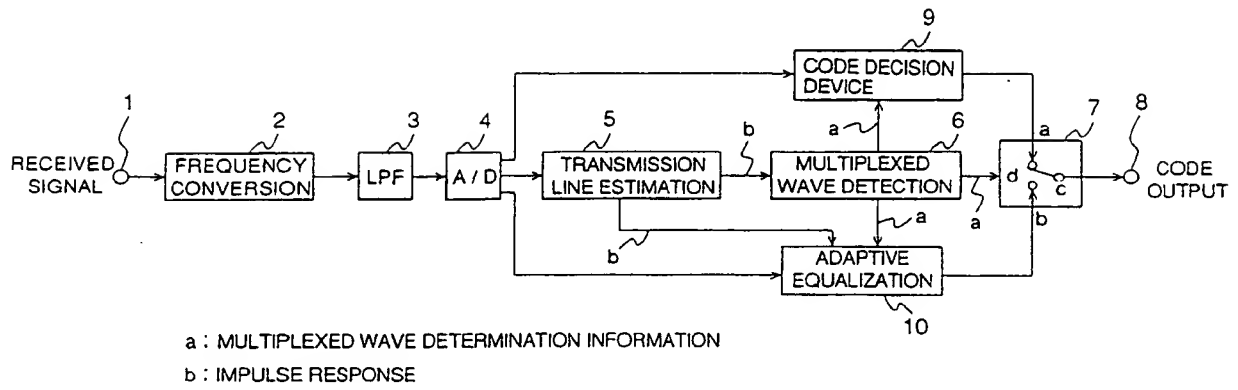 9
CODE DECISION
DEVICE
1
2
3
4
5
a
6
a
7
8
RECEIVED
SIGNAL
FREQUENCY
CONVERSION
LPF
A / D
TRANSMISSION
LINE ESTIMATION
b
MULTIPLEXED
WAVE DETECTION
a
d
c
b
CODE
OUTPUT
b
a
ADAPTIVE
EQUALIZATION
10
a : MULTIPLEXED WAVE DETERMINATION INFORMATION
b : IMPULSE RESPONSE